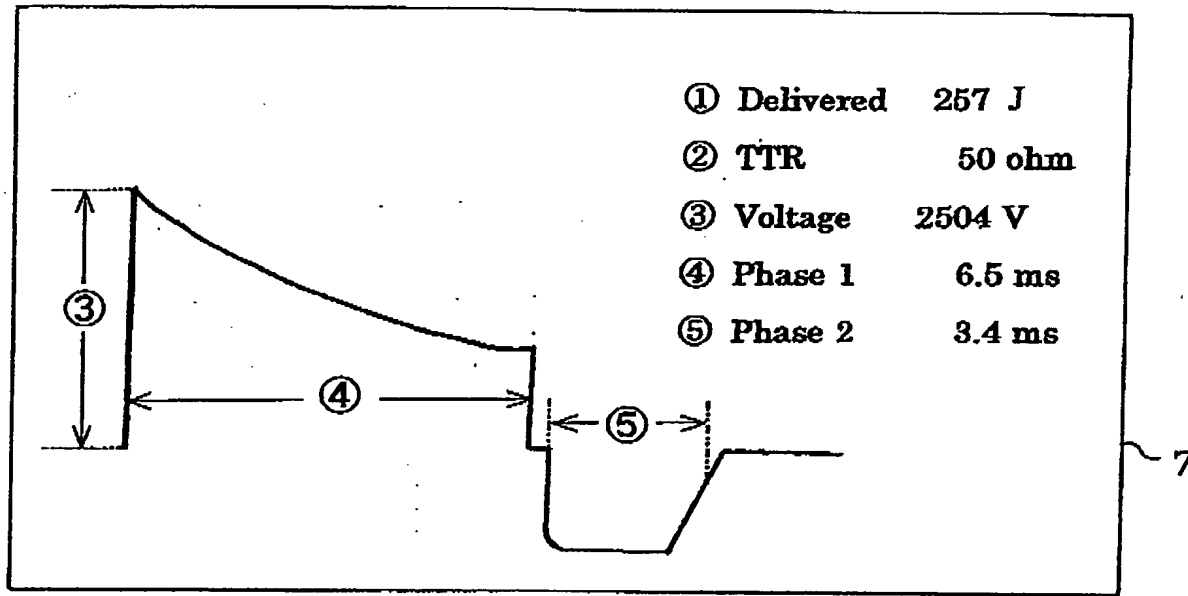 ① Delivered 257 J
② TTR 50 ohm
③ Voltage 2504 V
④ Phase 1 6.5 ms
⑤ Phase 2 3.4 ms
③
④
⑤
7